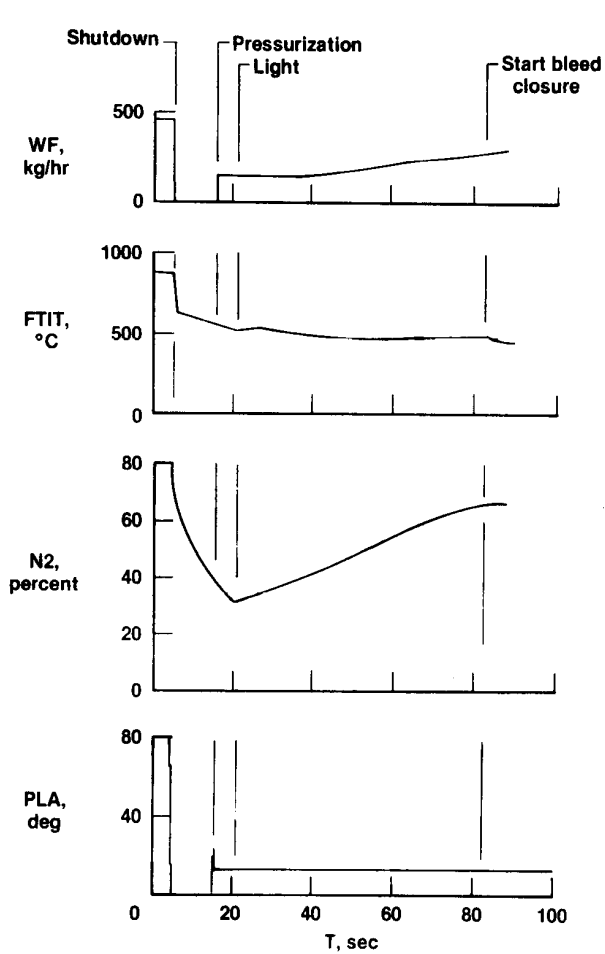 Shutdown
Pressurization
Light
Start bleed
closure
500
WF,
kg/hr
0
1000
FTIT,
°C
500
0
80
60
N2,
percent
40
20
0
80
PLA,
deg
40
0
0 20 40 60 80 100
T, sec